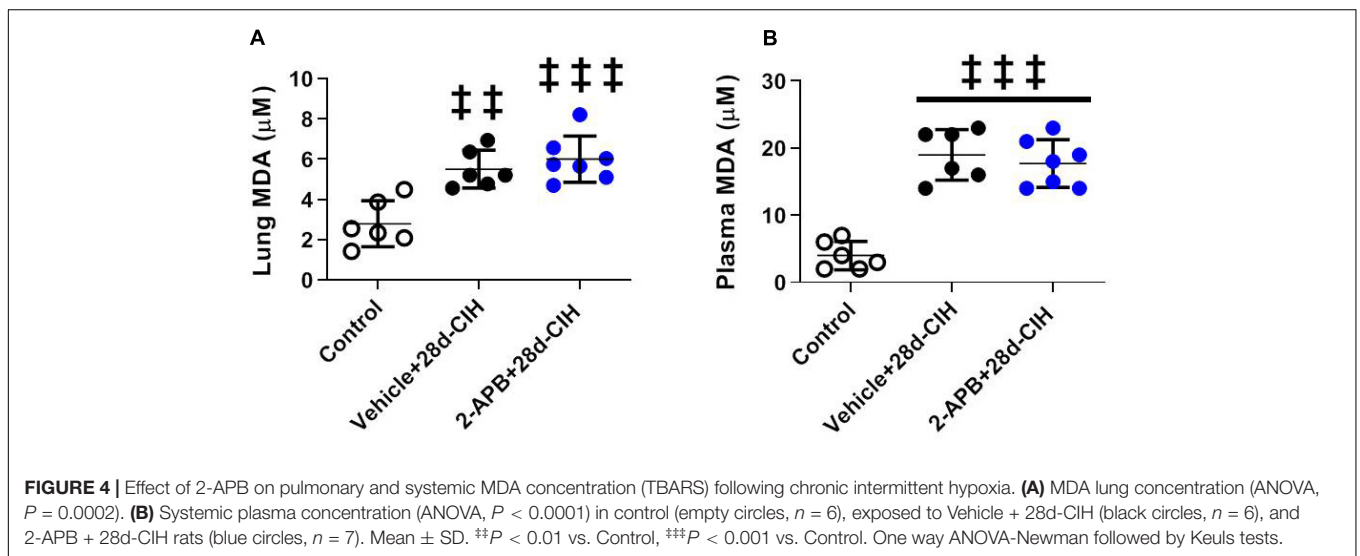 A
B
‡ ‡
‡ ‡ ‡
‡ ‡ ‡
Lung MDA (μM)
10
8
6
4
2
0
Control
Vehicle+28d-CIH
2-APB+28d-CIH
Plasma MDA (μM)
30
20
10
0
Control
Vehicle+28d-CIH
2-APB+28d-CIH
FIGURE 4 | Effect of 2-APB on pulmonary and systemic MDA concentration (TBARS) following chronic intermittent hypoxia. (A) MDA lung concentration (ANOVA,
P = 0.0002). (B) Systemic plasma concentration (ANOVA, P < 0.0001) in control (empty circles, n = 6), exposed to Vehicle + 28d-CIH (black circles, n = 6), and
2-APB + 28d-CIH rats (blue circles, n = 7). Mean ± SD. ‡‡P < 0.01 vs. Control, ‡‡‡P < 0.001 vs. Control. One way ANOVA-Newman followed by Keuls tests.